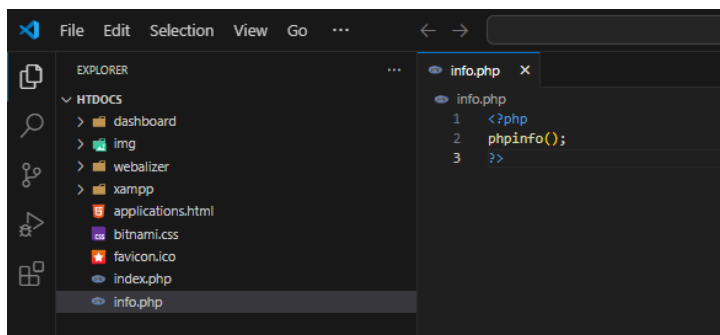 File Edit Selection View Go ...
EXPLORER ...
HTDOCS
dashboard
img
webalizer
xampp
applications.html
bitnami.css
favicon.ico
index.php
info.php
info.php
info.php
1 <?php
2 phpinfo();
3 ?>